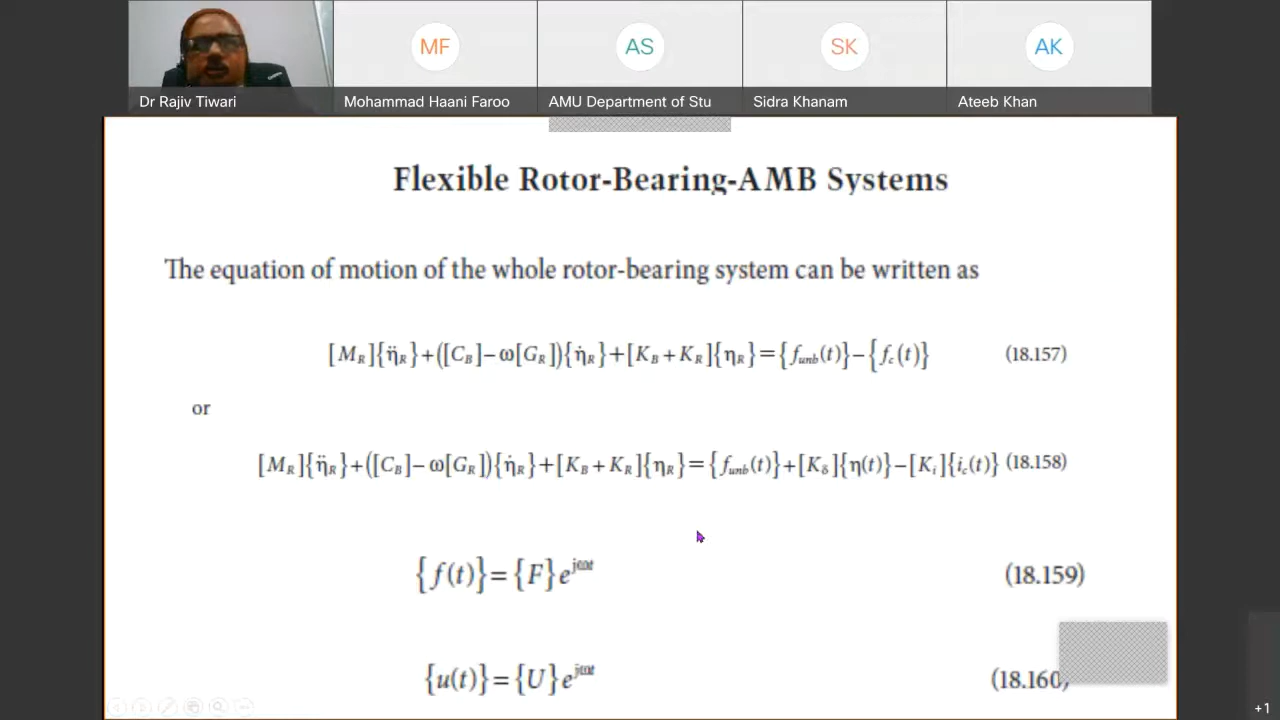 MF
AS
SK
AK
Dr Rajiv Tiwari
Mohammad Haani Faroo
AMU Department of Stu
Sidra Khanam
Ateeb Khan
Flexible Rotor-Bearing-AMB Systems
The equation of motion of the whole rotor-bearing system can be written as
[M_R]{η̈_R}+([C_B]−ω[G_R]){η̇_R}+[K_B+K_R]{η_R}={f_unb(t)}−{f_c(t)} (18.157)
or
[M_R]{η̈_R}+([C_B]−ω[G_R]){η̇_R}+[K_B+K_R]{η_R}={f_unb(t)}+[K_δ]{η(t)}−[K_i]{i_c(t)} (18.158)
{f(t)}={F}e^{jωt} (18.159)
{u(t)}={U}e^{jωt} (18.160)
+1